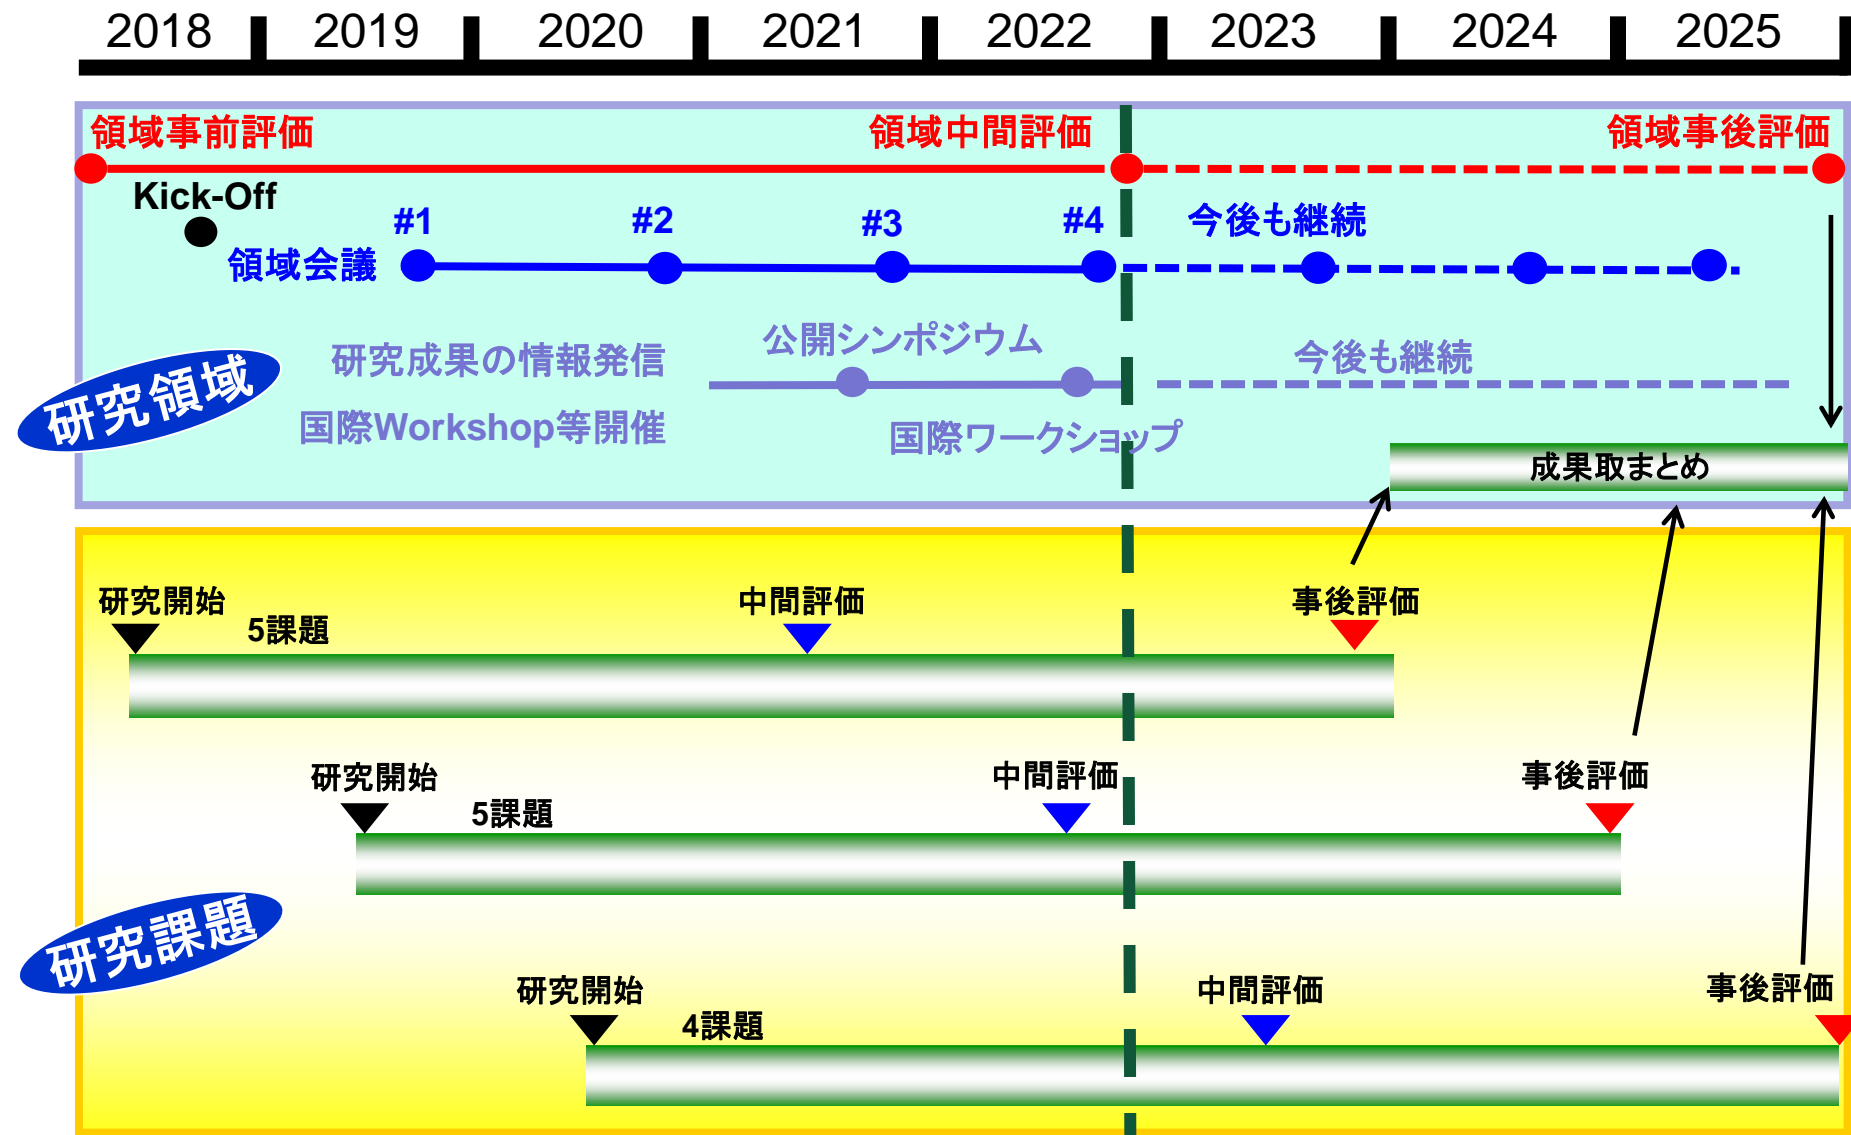 2018 2019 2020 2021 2022 2023 2024 2025
領域事前評価 領域中間評価 領域事後評価
Kick-Off
#1 #2 #3 #4 今後も継続
領域会議
公開シンポジウム
研究成果の情報発信 今後も継続
研究領域
国際Workshop等開催 国際ワークショップ
成果取まとめ
研究開始 中間評価 事後評価
5課題
研究開始 中間評価 事後評価
5課題
研究課題
研究開始 中間評価 事後評価
4課題